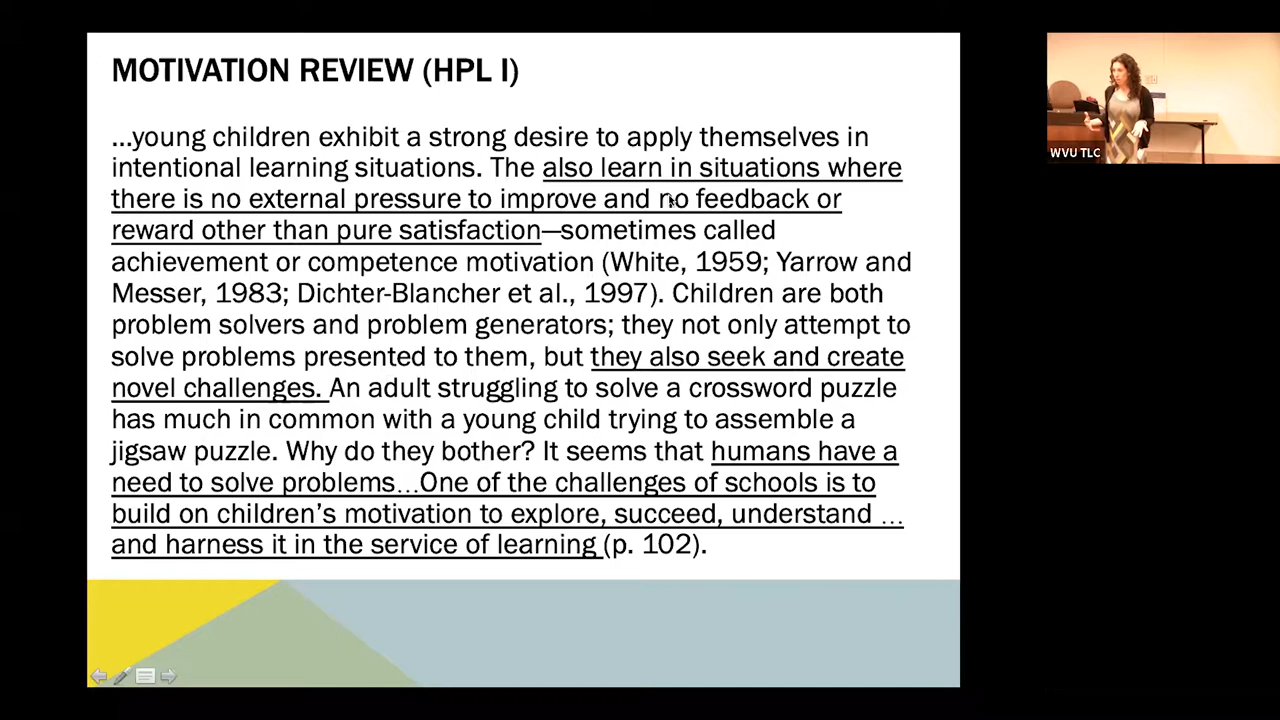 MOTIVATION REVIEW (HPL I)
...young children exhibit a strong desire to apply themselves in
intentional learning situations. The also learn in situations where
there is no external pressure to improve and no feedback or
reward other than pure satisfaction—sometimes called
achievement or competence motivation (White, 1959; Yarrow and
Messer, 1983; Dichter-Blancher et al., 1997). Children are both
problem solvers and problem generators; they not only attempt to
solve problems presented to them, but they also seek and create
novel challenges. An adult struggling to solve a crossword puzzle
has much in common with a young child trying to assemble a
jigsaw puzzle. Why do they bother? It seems that humans have a
need to solve problems…One of the challenges of schools is to
build on children’s motivation to explore, succeed, understand …
and harness it in the service of learning (p. 102).
WVU TLC